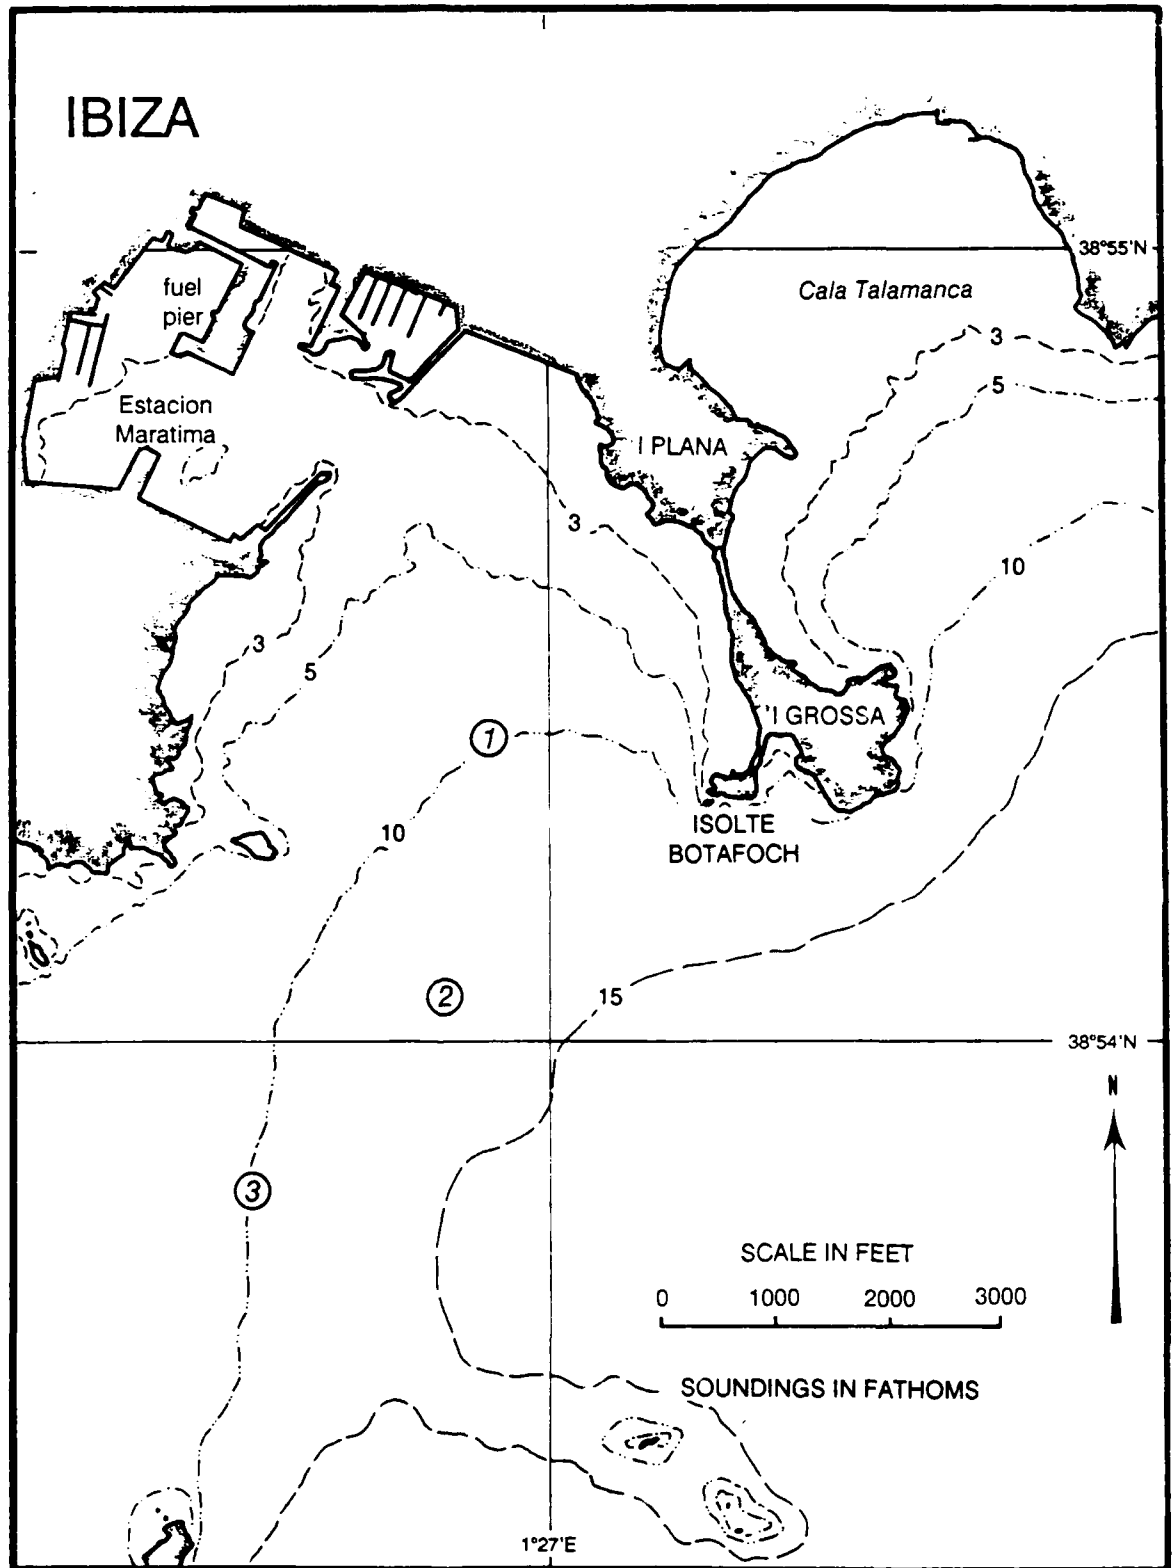 IBIZA
38°55'N
fuel
pier
Cala Talamanca
3
5
Estacion
Maratima
I PLANA
3
10
3
5
'I GROSSA
1
10
ISOLTE
BOTAFOCH
2
15
38°54'N
N
3
SCALE IN FEET
0 1000 2000 3000
SOUNDINGS IN FATHOMS
1°27'E